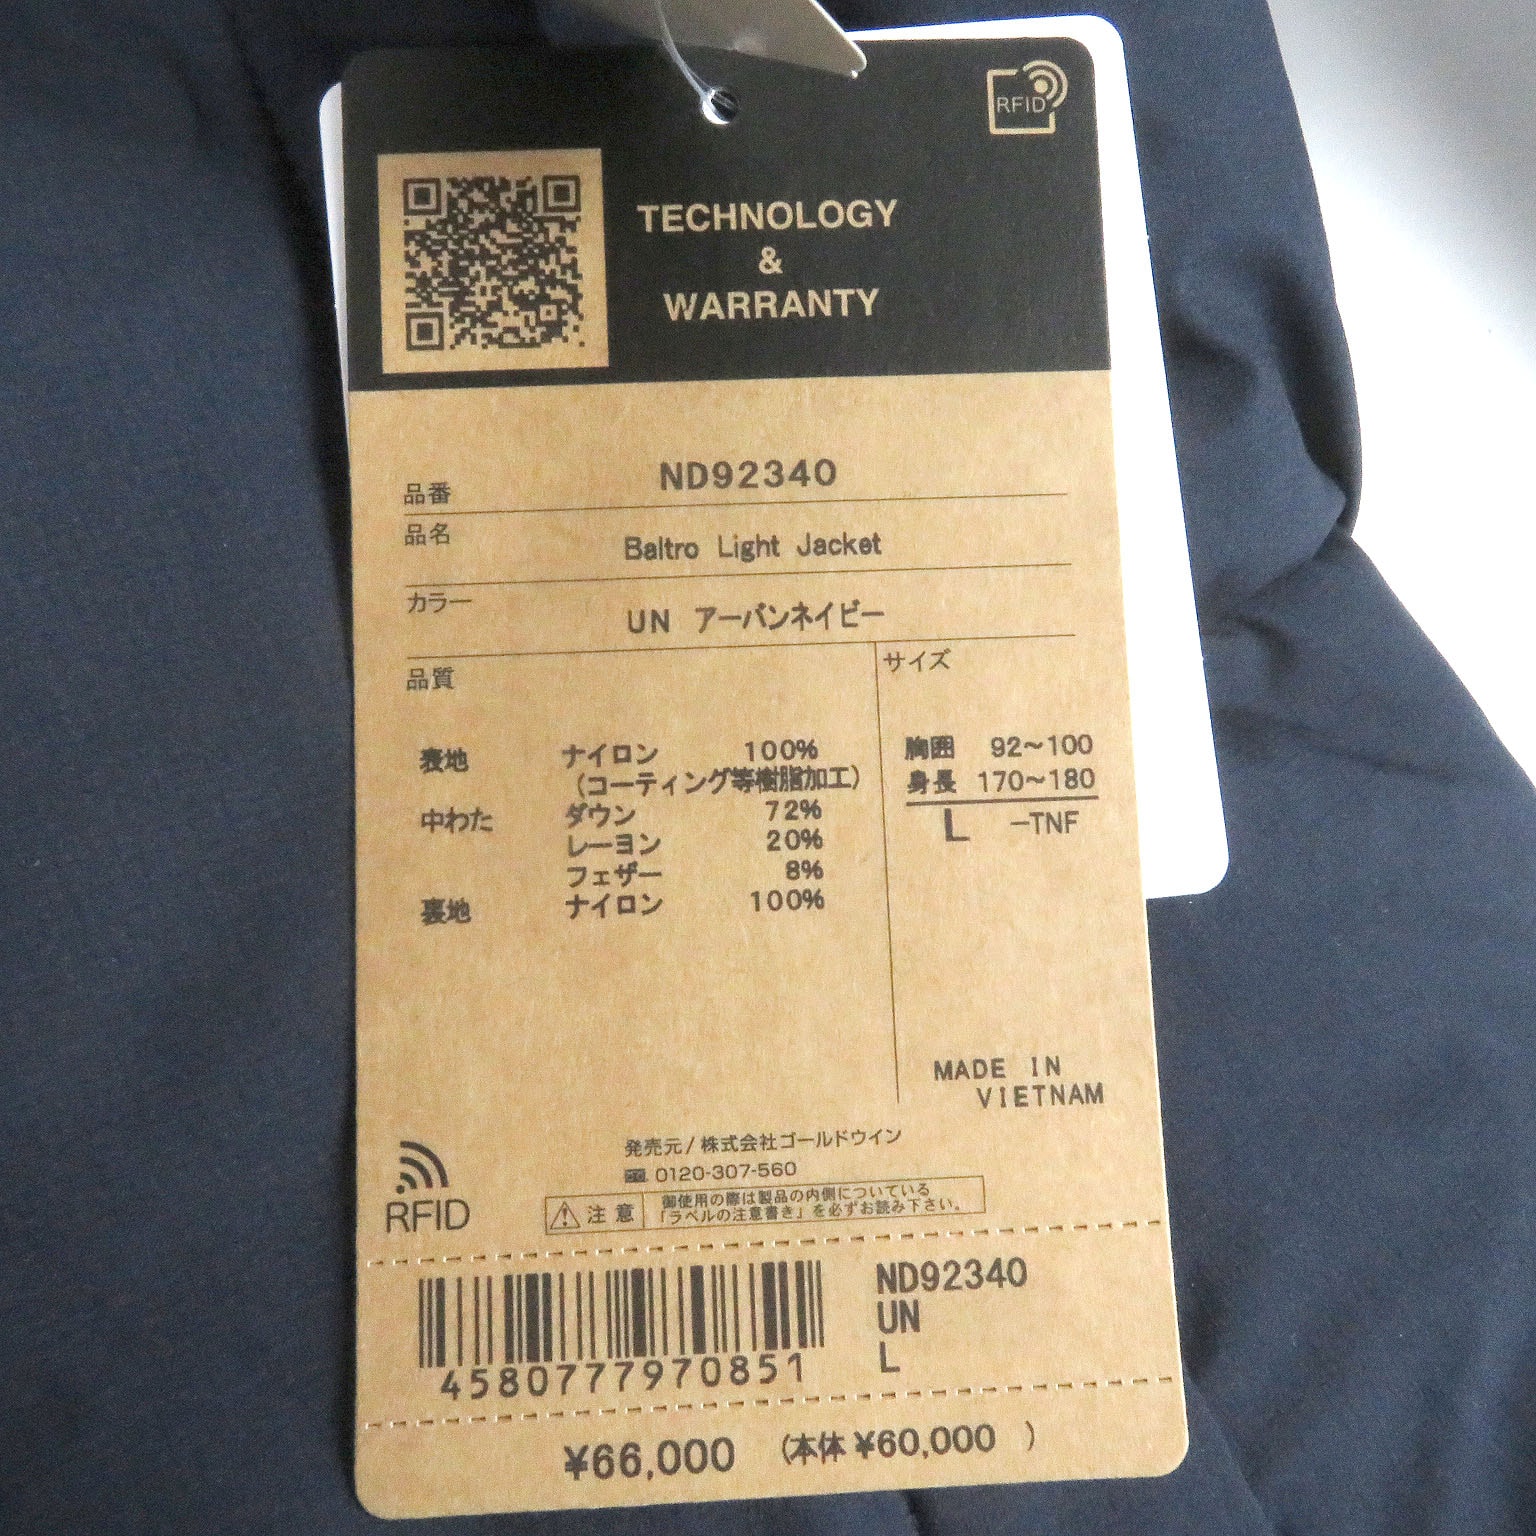 RFID
TECHNOLOGY
&
WARRANTY
品番 ND92340
品名 Baltro Light Jacket
カラー UN アーバンネイビー
品質
サイズ
表地 ナイロン 100%
(コーティング等樹脂加工)
中わた ダウン 72%
レーヨン 20%
フェザー 8%
裏地 ナイロン 100%
胸囲 92~100
身長 170~180
L -TNF
MADE IN
VIETNAM
発売元/株式会社ゴールドウイン
0120-307-560
RFID
注意
御使用の際は製品の内側についている
「ラベルの注意書き」を必ずお読み下さい。
4580777970851
ND92340
UN
L
¥66,000 (本体¥60,000 )